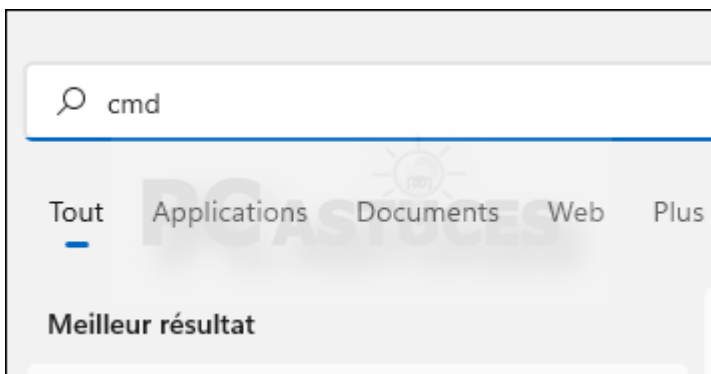 cmd
PC ASTUCES
Tout Applications Documents Web Plus
Meilleur résultat